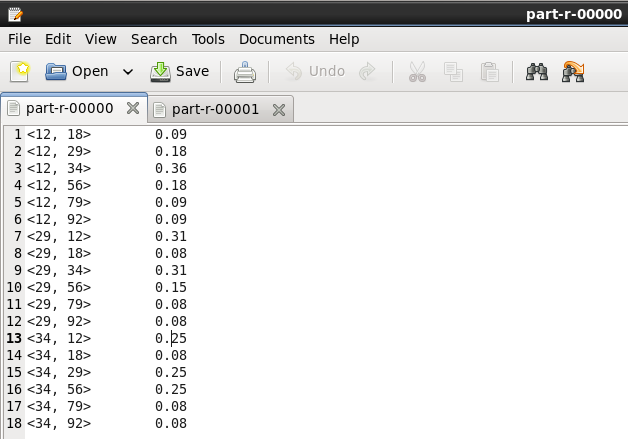 part-r-00000
File Edit View Search Tools Documents Help
Open Save Undo
part-r-00000 part-r-00001
1 <12, 18> 0.09
2 <12, 29> 0.18
3 <12, 34> 0.36
4 <12, 56> 0.18
5 <12, 79> 0.09
6 <12, 92> 0.09
7 <29, 12> 0.31
8 <29, 18> 0.08
9 <29, 34> 0.31
10 <29, 56> 0.15
11 <29, 79> 0.08
12 <29, 92> 0.08
13 <34, 12> 0.25
14 <34, 18> 0.08
15 <34, 29> 0.25
16 <34, 56> 0.25
17 <34, 79> 0.08
18 <34, 92> 0.08